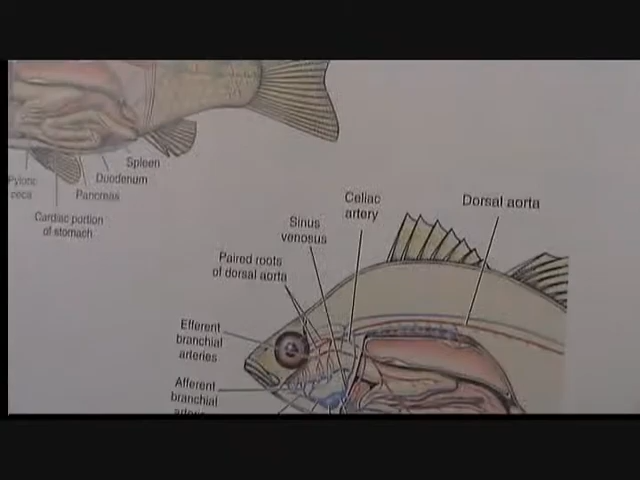 Spleen
Duodenum
Pyloric
ceca
Pancreas
Cardiac portion
of stomach
Celiac
artery
Dorsal aorta
Sinus
venosus
Paired roots
of dorsal aorta
Efferent
branchial
arteries
Afferent
branchial